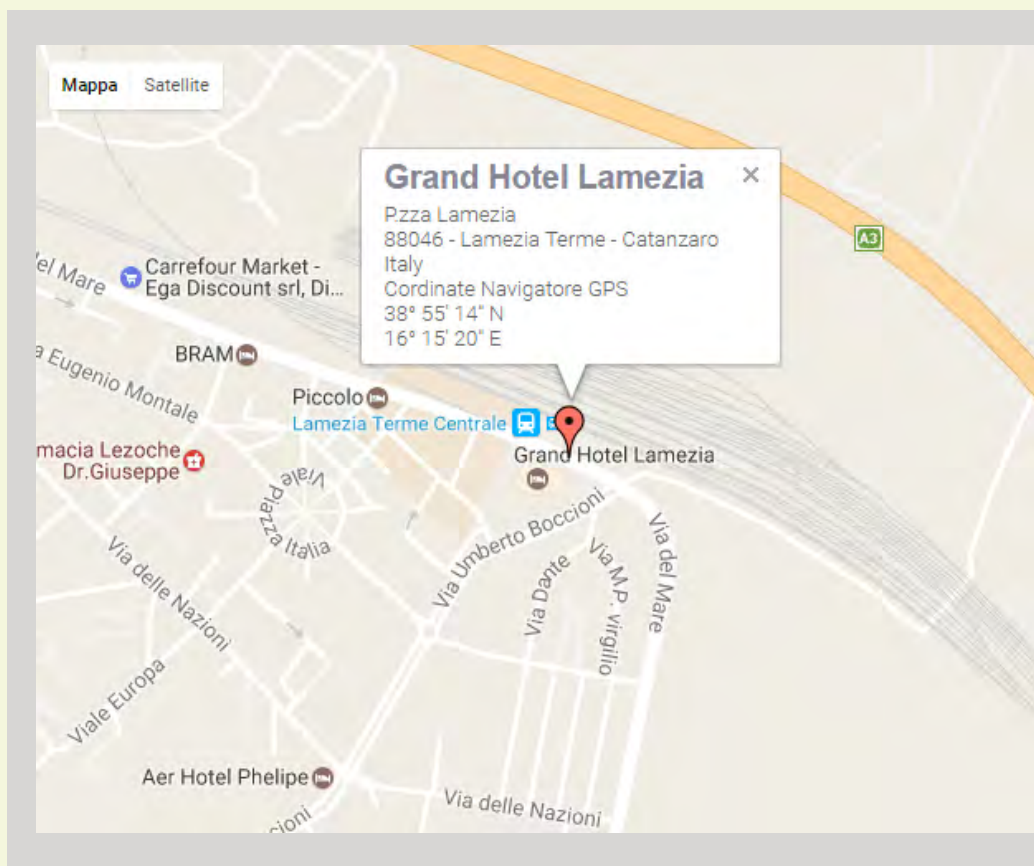 Mappa
Satellite
Grand Hotel Lamezia
P.zza Lamezia
88046 - Lamezia Terme - Catanzaro
Italy
Cordinate Navigatore GPS
38° 55' 14" N
16° 15' 20" E
A3
del Mare
Carrefour Market -
Ega Discount srl, Di...
BRAM
Eugenio Montale
Piccolo
Lamezia Terme Centrale
macia Lezoche
Dr.Giuseppe
Grand Hotel Lamezia
Viale
Piazza Italia
Via Umberto Boccioni
Via Dante
Via M.P. virgilio
Via del Mare
Via delle Nazioni
Viale Europa
Aer Hotel Phelipe
cioni
Via delle Nazioni